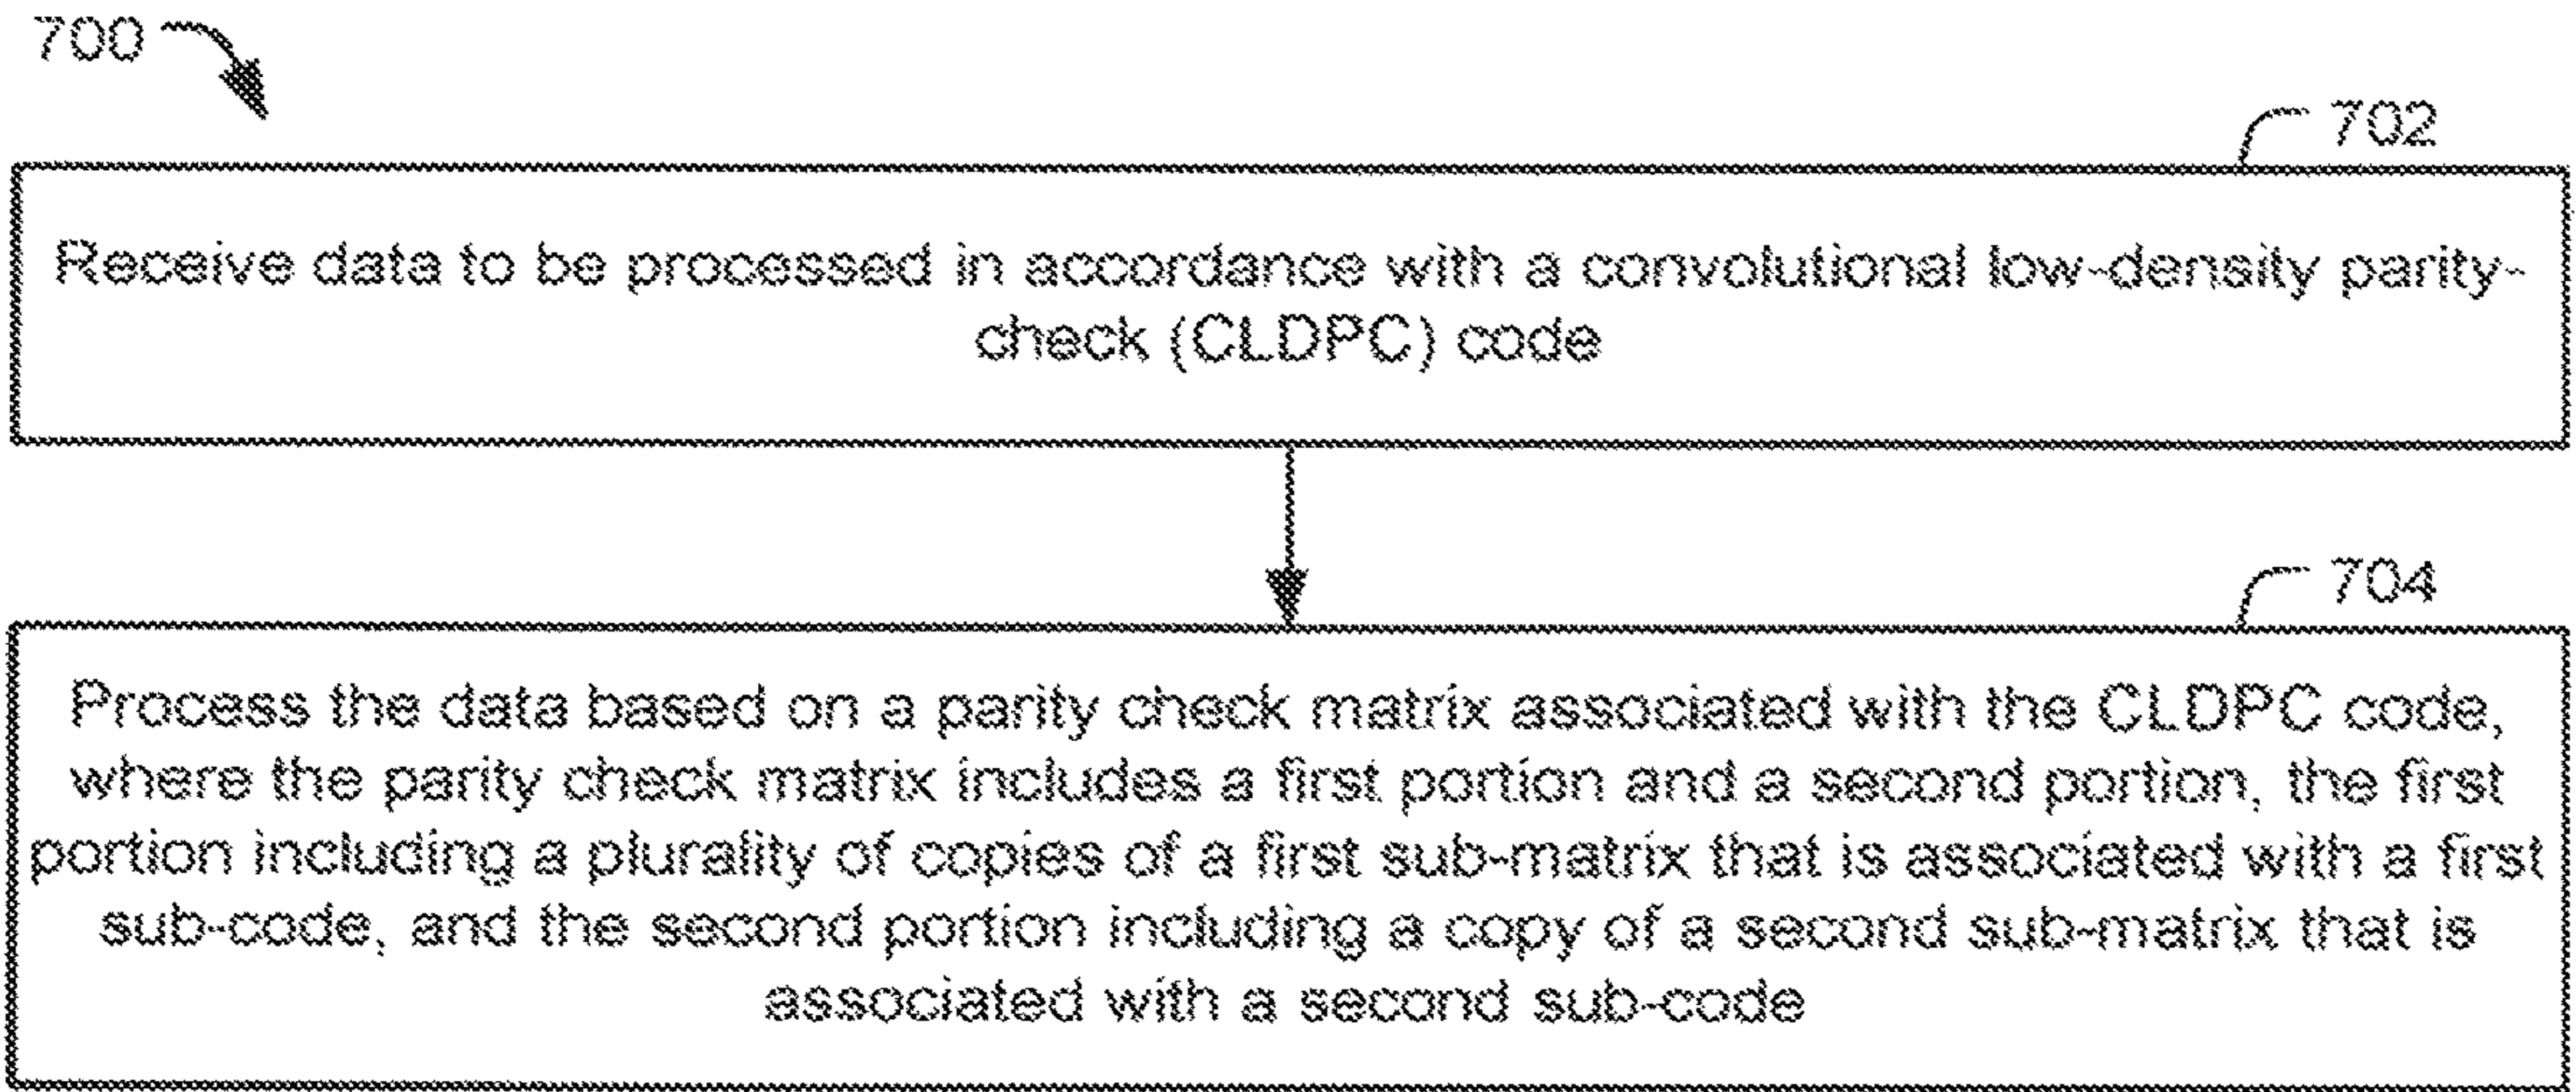 700
702
Receive data to be processed in accordance with a convolutional low-density parity-
check (CLDPC) code
704
Process the data based on a parity check matrix associated with the CLDPC code,
where the parity check matrix includes a first portion and a second portion, the first
portion including a plurality of copies of a first sub-matrix that is associated with a first
sub-code, and the second portion including a copy of a second sub-matrix that is
associated with a second sub-code